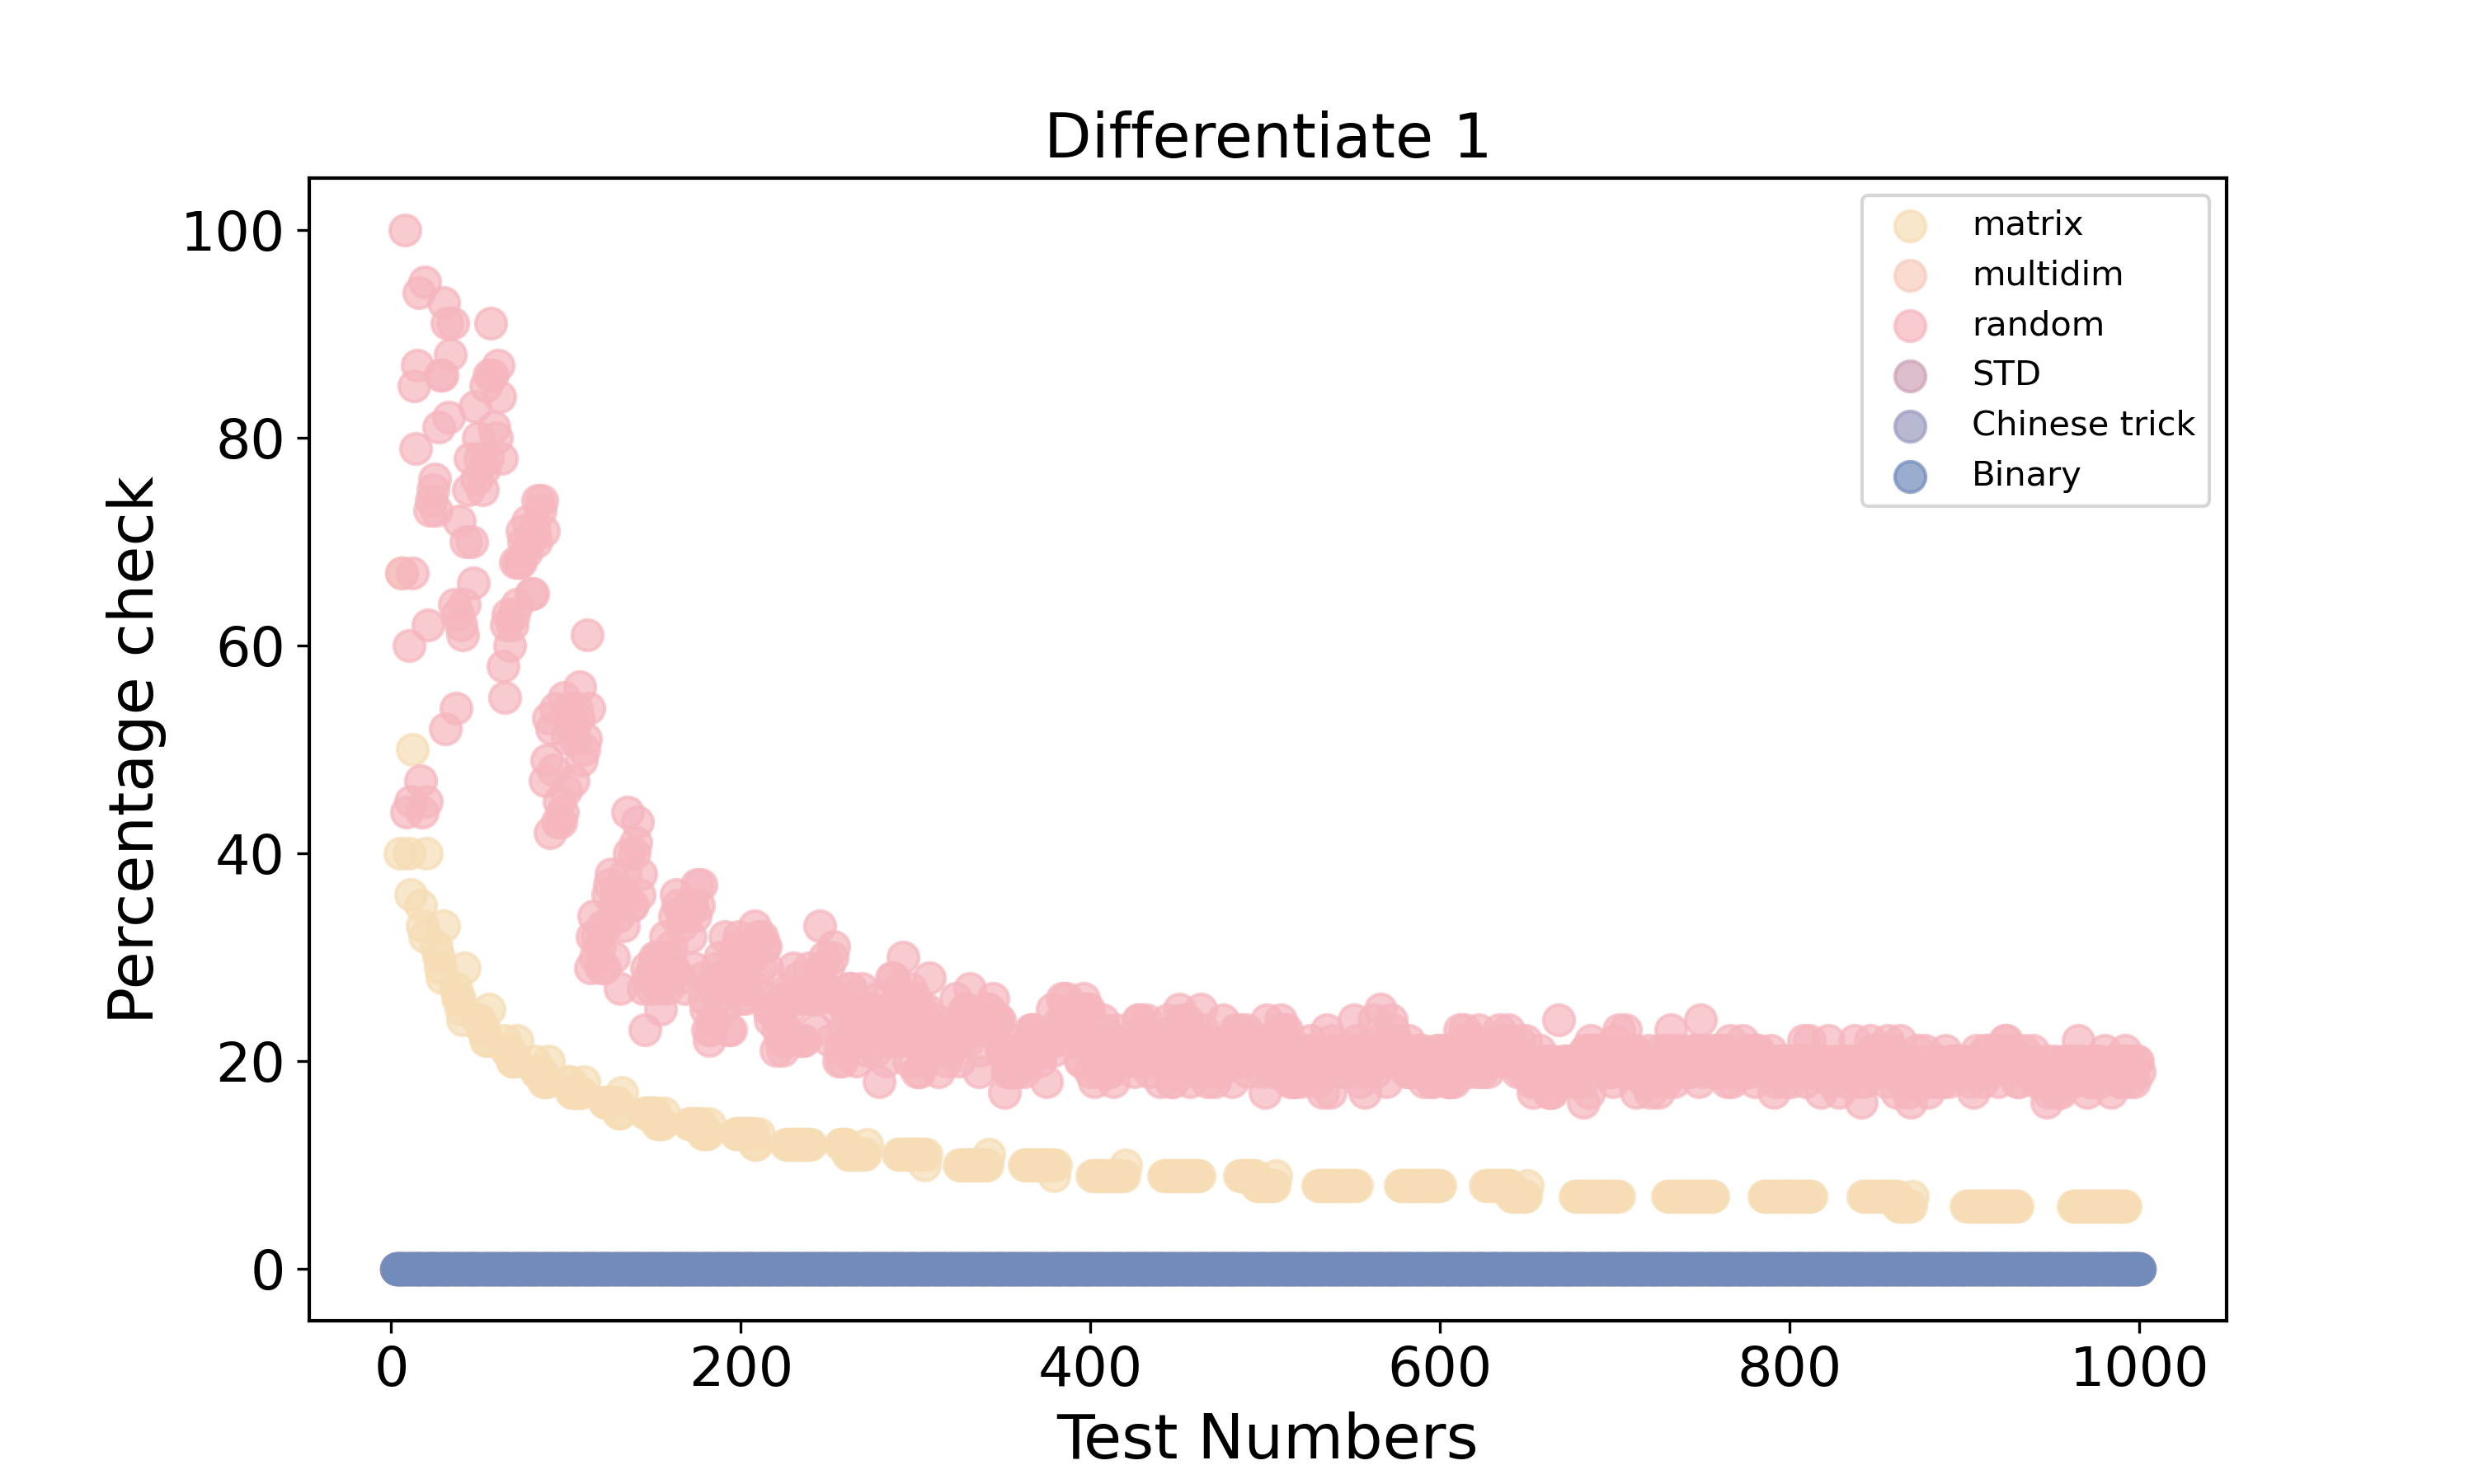 Differentiate 1
100
80
60
40
20
0
Percentage check
matrix
multidim
random
STD
Chinese trick
Binary
0 200 400 600 800 1000
Test Numbers